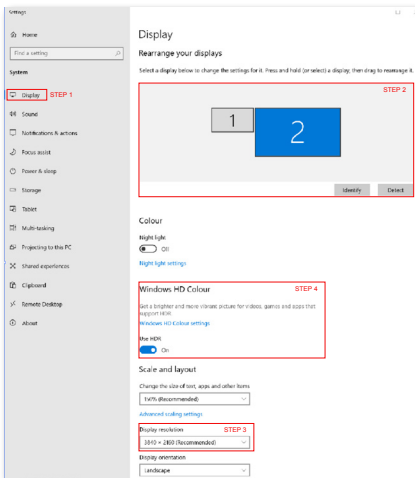 Settings
Home
Find a setting
System
Display STEP 1
Sound
Notifications & actions
Focus assist
Power & sleep
Storage
Tablet
Multi-tasking
Projecting to this PC
Shared experiences
Clipboard
Remote Desktop
About
Display
Rearrange your displays
Select a display below to change the settings for it. Press and hold (or select) a display, then drag to rearrange it.
STEP 2
1
2
Identify Detect
Colour
Night light
Off
Night light settings
Windows HD Colour STEP 4
Get a brighter and more vibrant picture for videos, games and apps that
support HDR.
Windows HD Colour settings
Use HDR
On
Scale and layout
Change the size of text, apps and other items
(Recommended)
Advanced scaling settings
Display resolution STEP 3
3840 × 2160 (Recommended)
Display orientation
Landscape